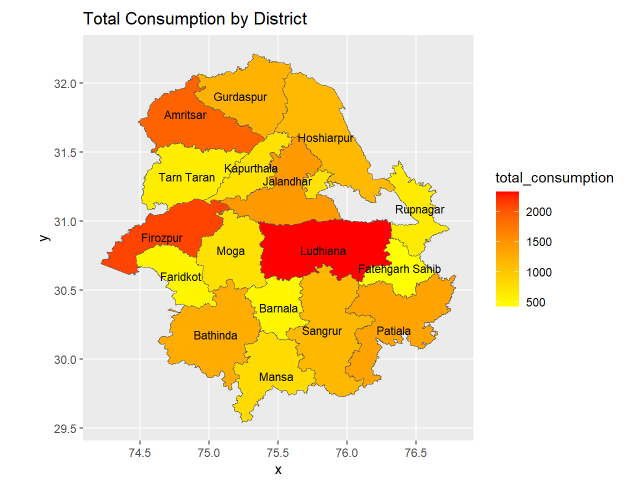 Total Consumption by District
32.0
31.5
31.0
30.5
30.0
29.5
y
Gurdaspur
Amritsar
Hoshiarpur
Kapurthala
Tarn Taran
Jalandhar
Rupnagar
Firozpur
Moga
Ludhiana
Fatehgarh Sahib
Faridkot
Barnala
Bathinda
Sangrur
Patiala
Mansa
74.5 75.0 75.5 76.0 76.5
x
total_consumption
2000
1500
1000
500